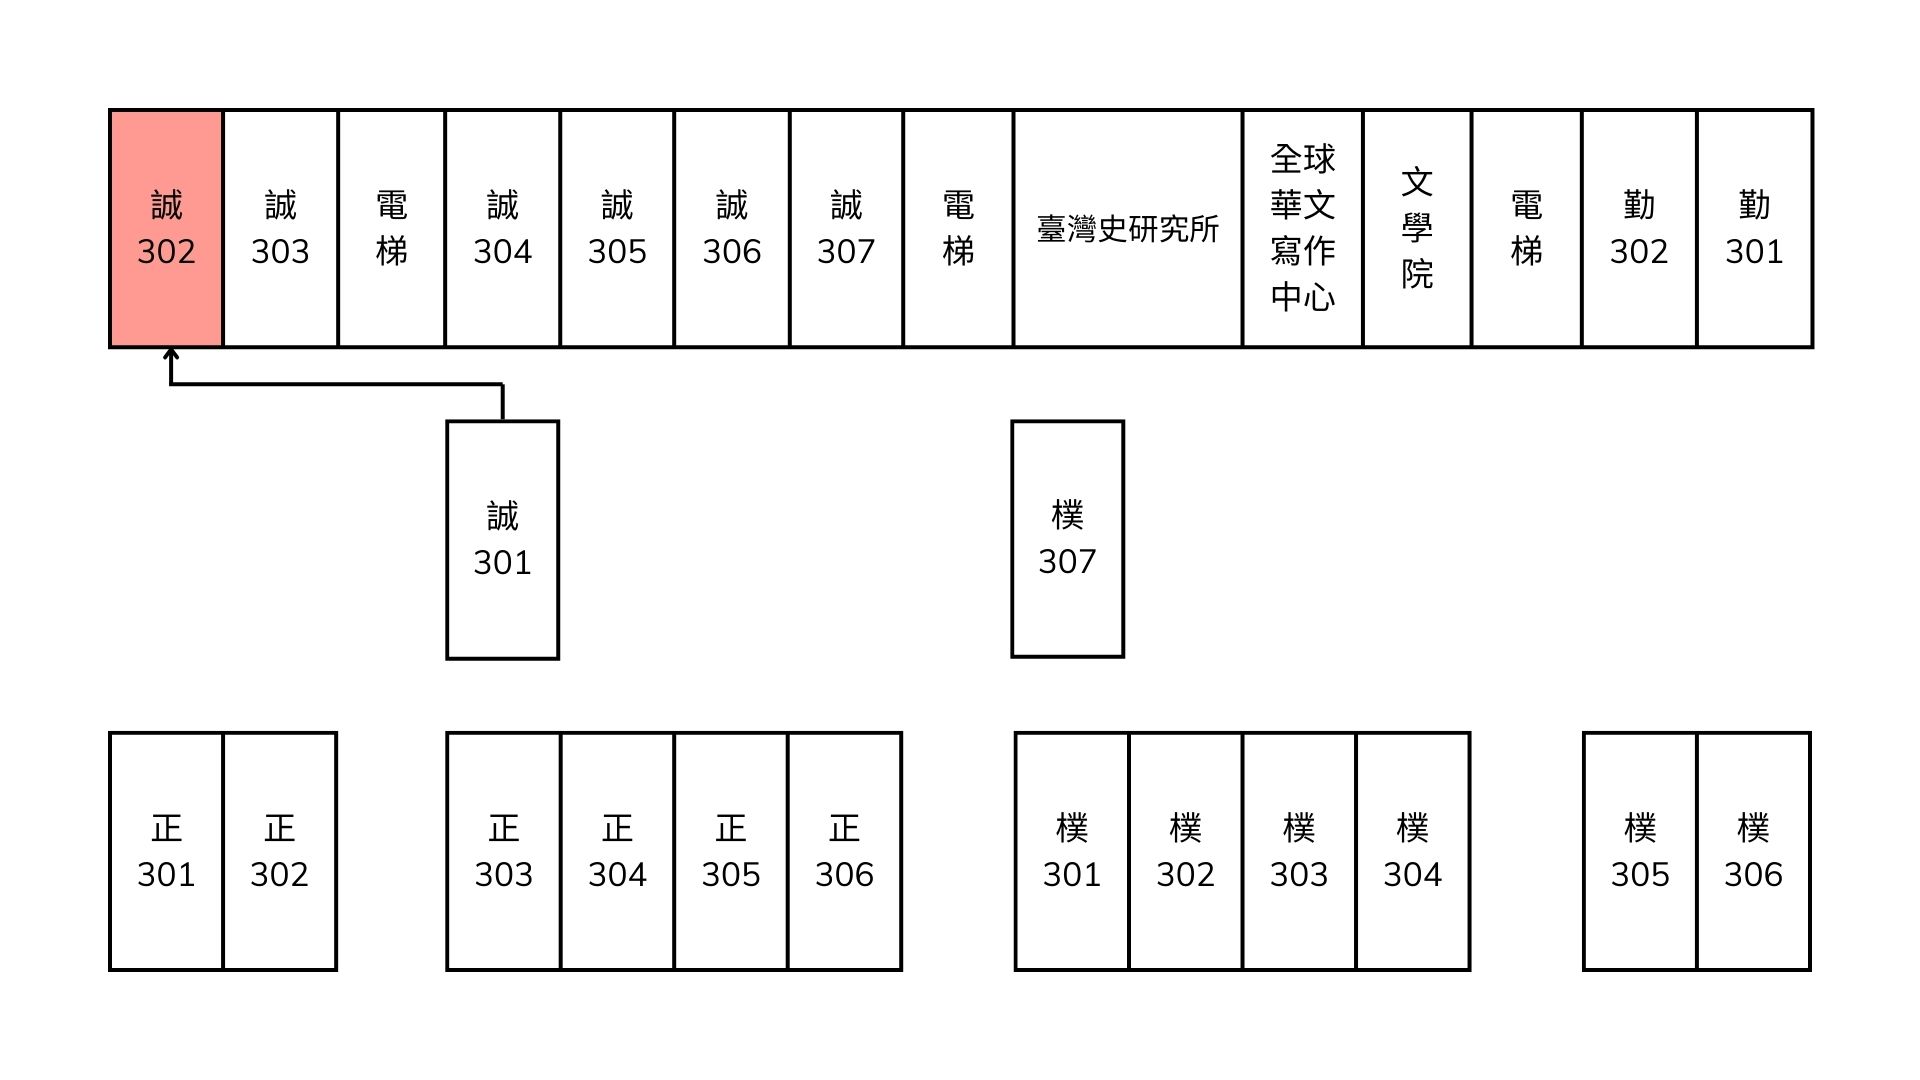 誠
302
誠
303
電
梯
誠
304
誠
305
誠
306
誠
307
電
梯
臺灣史研究所
全球
華文
寫作
中心
文
學
院
電
梯
勤
302
勤
301
誠
301
樸
307
正
301
正
302
正
303
正
304
正
305
正
306
樸
301
樸
302
樸
303
樸
304
樸
305
樸
306